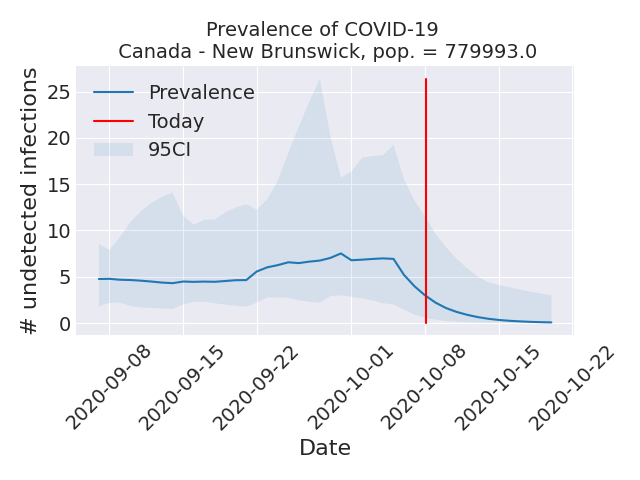 Prevalence of COVID-19
Canada - New Brunswick, pop. = 779993.0
# undetected infections
25
20
15
10
5
0
Prevalence
Today
95CI
2020-09-08
2020-09-15
2020-09-22
2020-10-01
2020-10-08
2020-10-15
2020-10-22
Date